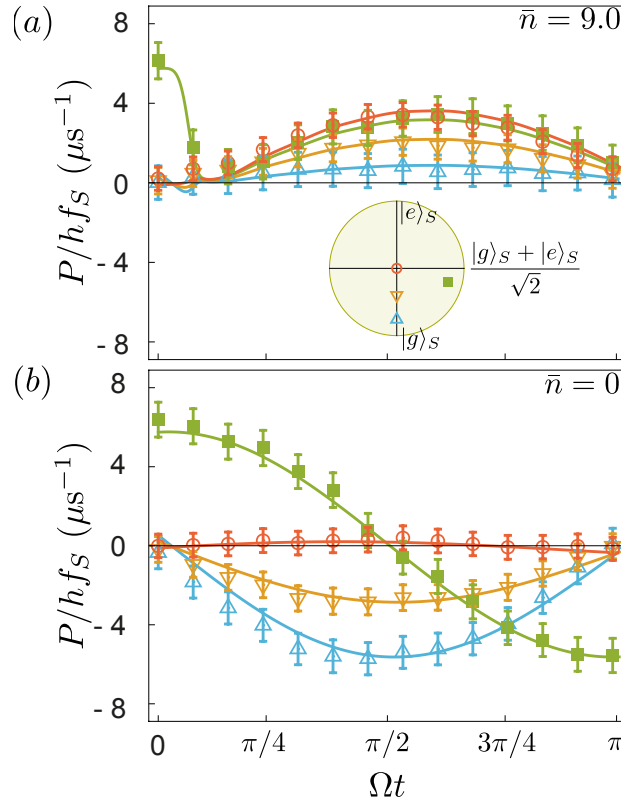 (a)
n̄ = 9.0
8
4
0
- 4
- 8
P/hf_S (μs⁻¹)
|e⟩_S
|g⟩_S + |e⟩_S
√2
|g⟩_S
(b)
n̄ = 0
8
4
0
- 4
- 8
P/hf_S (μs⁻¹)
0
π/4
π/2
3π/4
π
Ωt